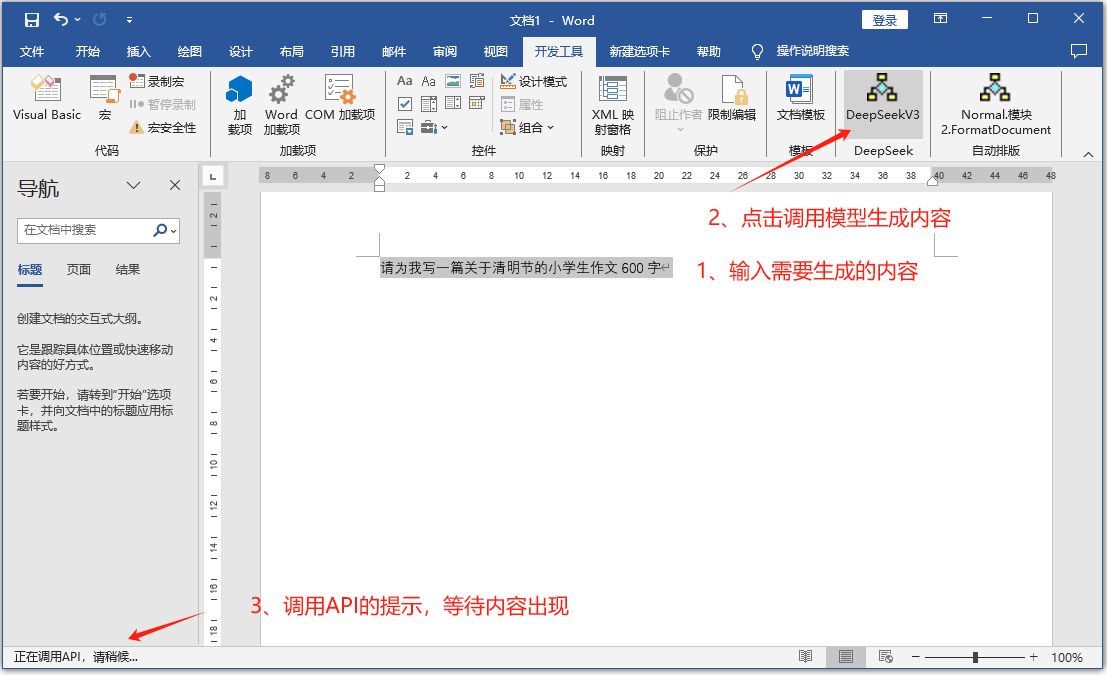 文档1 - Word
登录
文件 开始 插入 绘图 设计 布局 引用 邮件 审阅 视图 开发工具 新建选项卡 帮助 操作说明搜索
Visual Basic
宏
录制宏
暂停录制
宏安全性
代码
加
载项
Word
加载项
COM 加载项
加载项
Aa Aa
设计模式
属性
组合
控件
XML 映
射窗格
映射
阻止作者
限制编辑
保护
文档模板
模板
DeepSeekV3
DeepSeek
Normal.模块
2.FormatDocument
自动排版
导航
在文档中搜索
标题 页面 结果
创建文档的交互式大纲。
它是跟踪具体位置或快速移动
内容的好方式。
若要开始，请转到"开始"选项
卡，并向文档中的标题应用标
题样式。
8 6 4 2 2 4 6 8 10 12 14 16 18 20 22 24 26 28 30 32 34 36 38 40 42 44 46 48
2
2
4
6
8
10
12
14
16
18
2、点击调用模型生成内容
请为我写一篇关于清明节的小学生作文 600 字
1、输入需要生成的内容
3、调用API的提示，等待内容出现
正在调用API，请稍候...
100%